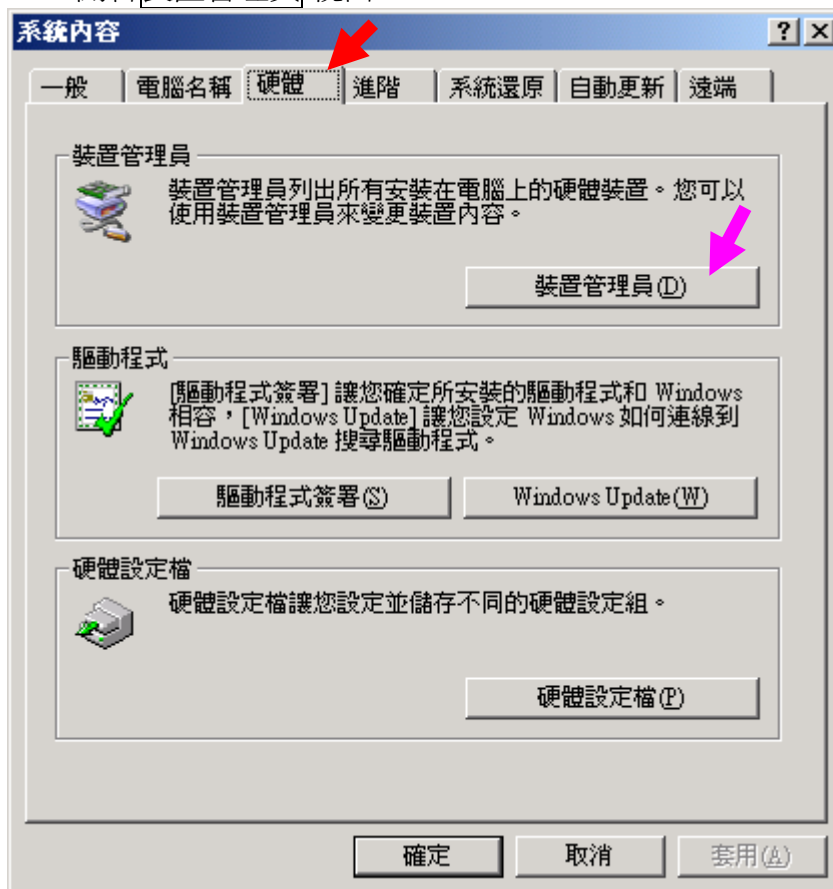 系統內容
一般 電腦名稱 硬體 進階 系統還原 自動更新 遠端
裝置管理員
裝置管理員列出所有安裝在電腦上的硬體裝置。您可以
使用裝置管理員來變更裝置內容。
裝置管理員(D)
驅動程式
[驅動程式簽署] 讓您確定所安裝的驅動程式和 Windows
相容，[Windows Update] 讓您設定 Windows 如何連線到
Windows Update 搜尋驅動程式。
驅動程式簽署(S) Windows Update(W)
硬體設定檔
硬體設定檔讓您設定並儲存不同的硬體設定組。
硬體設定檔(P)
確定 取消 套用(A)